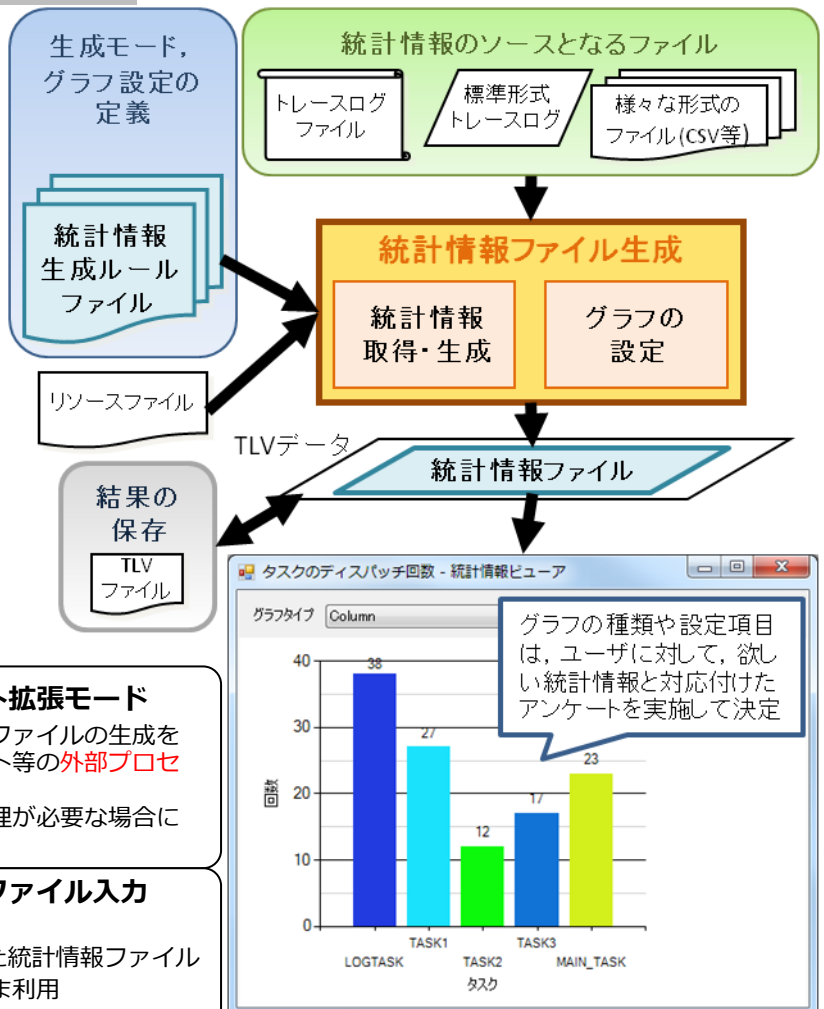 生成モード,
グラフ設定の
定義
統計情報
生成ルール
ファイル
リソースファイル
統計情報のソースとなるファイル
トレースログ
ファイル
標準形式
トレースログ
様々な形式の
ファイル(CSV等)
統計情報ファイル生成
統計情報
取得・生成
グラフの
設定
TLVデータ
統計情報ファイル
結果の
保存
TLV
ファイル
タスクのディスパッチ回数 - 統計情報ビューア
グラフタイプ Column
グラフの種類や設定項目
は,ユーザに対して,欲し
い統計情報と対応付けた
アンケートを実施して決定
40
30
20
10
0
回数
38
27
12
17
23
LOGTASK
TASK1
TASK2
TASK3
MAIN_TASK
タスク
ト拡張モード
ファイルの生成を
ト等の外部プロセ
理が必要な場合に
ファイル入力
た統計情報ファイル
ま利用